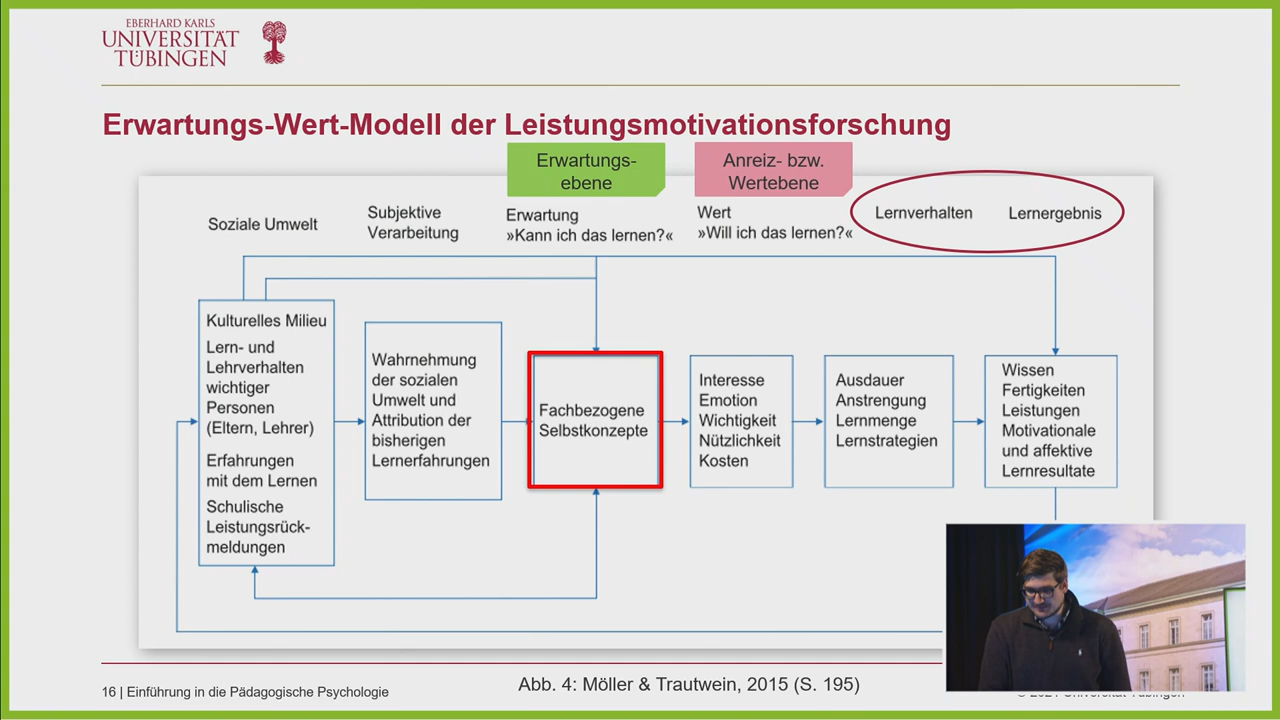 EBERHARD KARLS
UNIVERSITÄT
TÜBINGEN
Erwartungs-Wert-Modell der Leistungsmotivationsforschung
Erwartungs-
ebene
Anreiz- bzw.
Wertebene
Soziale Umwelt
Subjektive
Verarbeitung
Erwartung
»Kann ich das lernen?«
Wert
»Will ich das lernen?«
Lernverhalten
Lernergebnis
Kulturelles Milieu
Lern- und
Lehrverhalten
wichtiger
Personen
(Eltern, Lehrer)
Erfahrungen
mit dem Lernen
Schulische
Leistungsrück-
meldungen
Wahrnehmung
der sozialen
Umwelt und
Attribution der
bisherigen
Lernerfahrungen
Fachbezogene
Selbstkonzepte
Interesse
Emotion
Wichtigkeit
Nützlichkeit
Kosten
Ausdauer
Anstrengung
Lernmenge
Lernstrategien
Wissen
Fertigkeiten
Leistungen
Motivationale
und affektive
Lernresultate
16 | Einführung in die Pädagogische Psychologie
Abb. 4: Möller & Trautwein, 2015 (S. 195)
Universität Tübingen